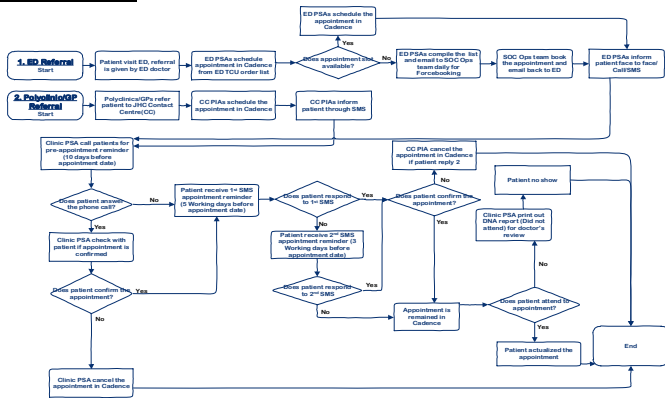 ED PSAs schedule the
appointment in
Cadence
Yes
1. ED Referral
Start
Patient visit ED, referral
is given by ED doctor
ED PSAs schedule
appointment in Cadence
from ED TCU order list
Does appointment slot
available?
No
ED PSAs compile the list
and email to SOC Ops
team daily for
Forcebooking
SOC Ops team book
the appointment and
email back to ED
ED PSAs to inform
patient face to face/
Call/SMS
2. Polyclinic/GP
Referral
Start
Polyclinics/GPs refer
patient to JHC Contact
Centre(CC)
CC PIAs schedule the
appointment in Cadence
CC PIAs inform
patient through SMS
Clinic PSA call patients for
pre-appointment reminder
(10 days before
appointment date)
CC PIA cancel the
appointment in Cadence
if patient reply 2
Patient no show
No
Does patient answer
the phone call?
No
Patient receive 1st SMS
appointment reminder
(5 Working days before
appointment date)
Does patient respond
to 1st SMS
Yes
Does patient confirm the
appointment?
Clinic PSA print out
DNA report (Did not
attend) for doctor's
review
Yes
No
Yes
Clinic PSA check with
patient if appointment is
confirmed
Patient receive 2nd SMS
appointment reminder (3
Working days before
appointment date)
No
Does patient confirm the
appointment?
Yes
Does patient respond
to 2nd SMS
Yes
No
Appointment is
remained in
Cadence
Does patient attend to
appointment?
Yes
No
Patient actualized the
appointment
End
Clinic PSA cancel the
appointment in Cadence